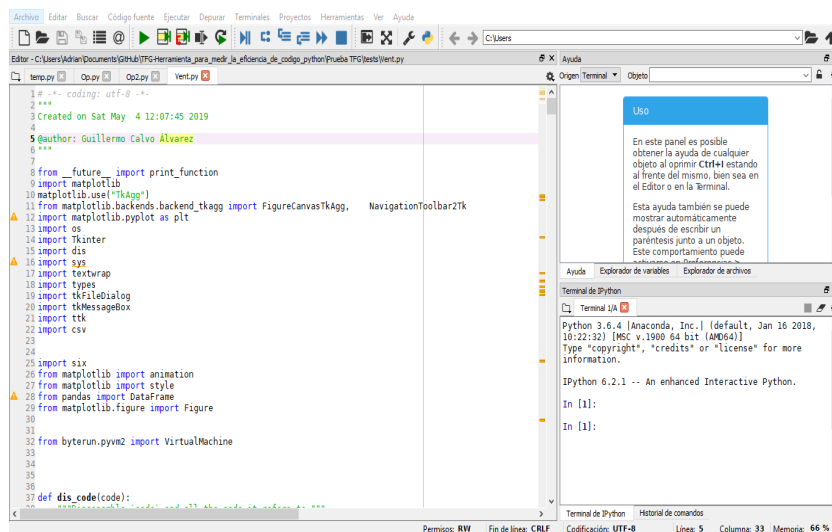 Archivo Editar Buscar Código fuente Ejecutar Depurar Terminales Proyectos Herramientas Ver Ayuda
C:\Users
Editor - C:\Users\Adrian\Documents\GitHub\TFG-Herramienta_para_medir_la_eficiencia_de_codigo_python\Prueba TFG\tests\Vent.py
temp.py Op.py Op2.py Vent.py
1 # -*- coding: utf-8 -*-
2 """
3 Created on Sat May  4 12:07:45 2019
4
5 @author: Guillermo Calvo Álvarez
6 """
7
8 from __future__ import print_function
9 import matplotlib
10 matplotlib.use("TkAgg")
11 from matplotlib.backends.backend_tkagg import FigureCanvasTkAgg,    NavigationToolbar2Tk
12 import matplotlib.pyplot as plt
13 import os
14 import Tkinter
15 import dis
16 import sys
17 import textwrap
18 import types
19 import tkFileDialog
20 import tkMessageBox
21 import ttk
22 import csv
23
24
25 import six
26 from matplotlib import animation
27 from matplotlib import style
28 from pandas import DataFrame
29 from matplotlib.figure import Figure
30
31
32 from byterun.pyvm2 import VirtualMachine
33
34
35
36
37 def dis_code(code):
Ayuda
Origen Terminal Objeto
Uso
En este panel es posible
obtener la ayuda de cualquier
objeto al oprimir Ctrl+I estando
al frente del mismo, bien sea en
el Editor o en la Terminal.
Esta ayuda también se puede
mostrar automáticamente
después de escribir un
paréntesis junto a un objeto.
Este comportamiento puede
Ayuda Explorador de variables Explorador de archivos
Terminal de IPython
Terminal 1/A
Python 3.6.4 |Anaconda, Inc.| (default, Jan 16 2018,
10:22:32) [MSC v.1900 64 bit (AMD64)]
Type "copyright", "credits" or "license" for more
information.
IPython 6.2.1 -- An enhanced Interactive Python.
In [1]:
In [1]:
Terminal de IPython Historial de comandos
Permisos: RW Fin de línea: CRLF Codificación: UTF-8 Línea: 5 Columna: 33 Memoria: 66 %